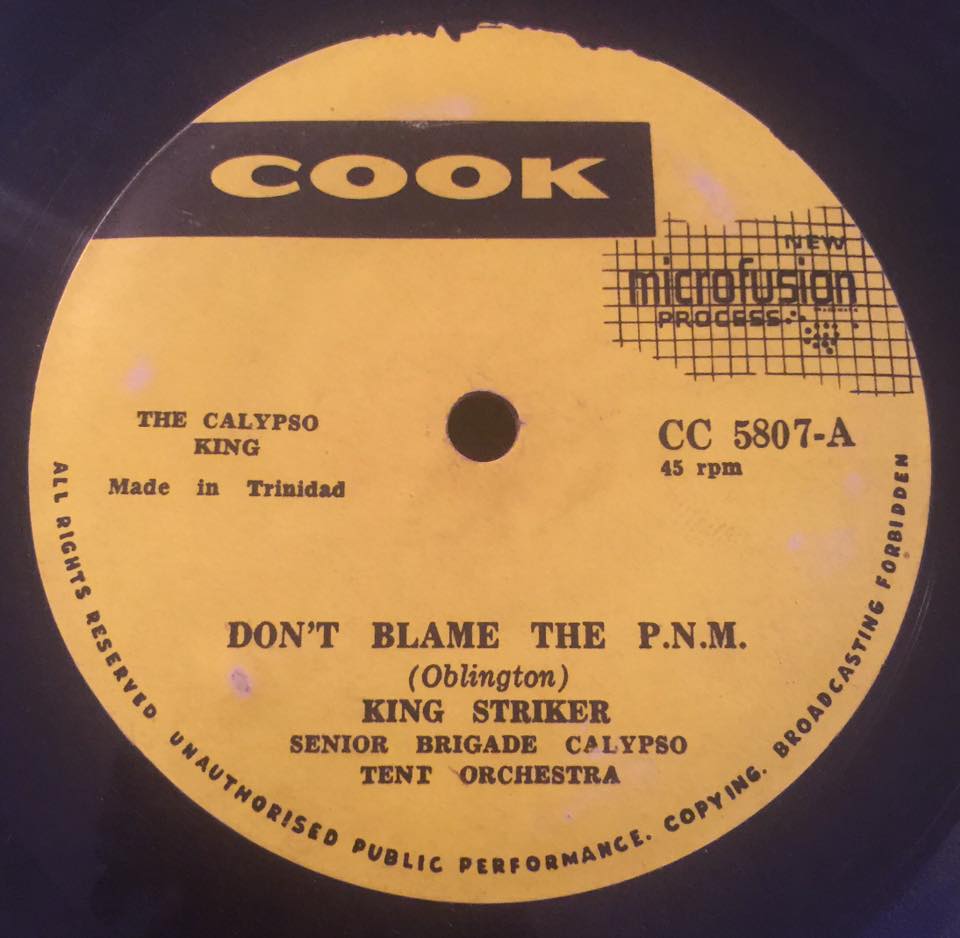 COOK
NEW
microfusion
PROCESS
THE CALYPSO
KING
Made in Trinidad
CC 5807-A
45 rpm
DON'T BLAME THE P.N.M.
(Oblington)
KING STRIKER
SENIOR BRIGADE CALYPSO
TENT ORCHESTRA
ALL RIGHTS RESERVED UNAUTHORISED PUBLIC PERFORMANCE. COPYING. BROADCASTING FORBIDDEN